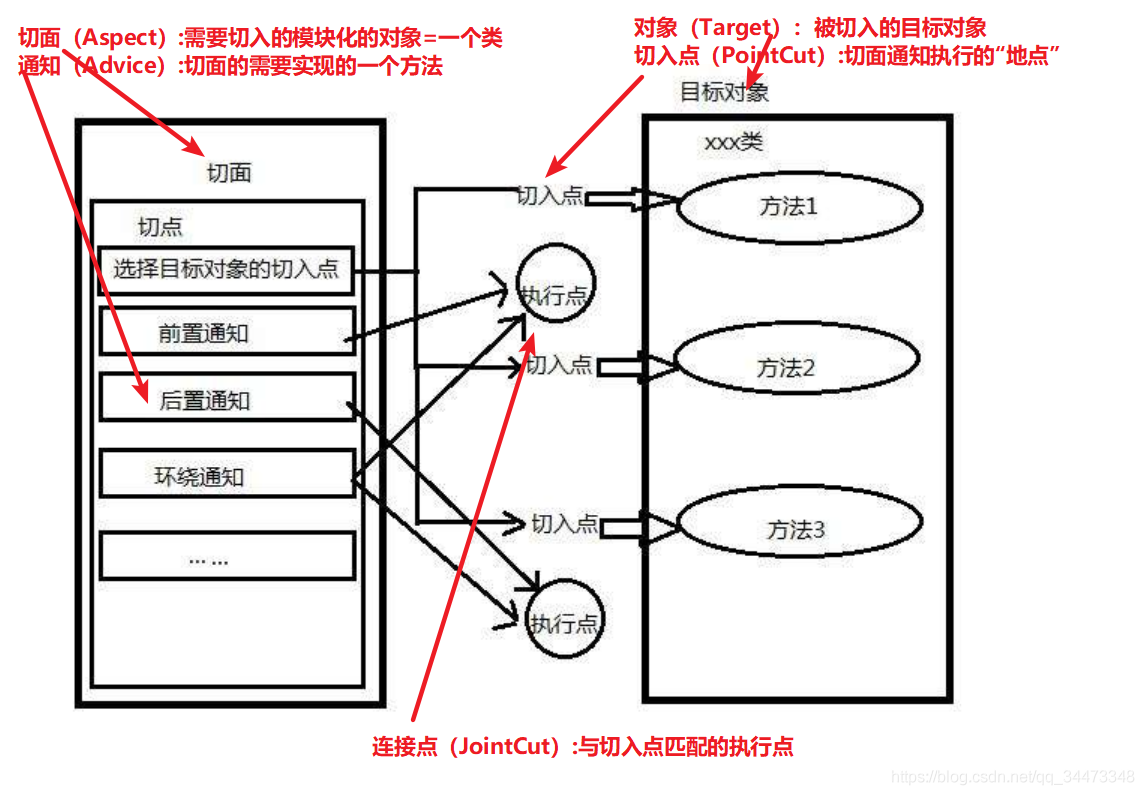 切面（Aspect）:需要切入的模块化的对象=一个类
通知（Advice）:切面的需要实现的一个方法
对象（Target）：被切入的目标对象
切入点（PointCut）:切面通知执行的“地点”
目标对象
xxx类
切面
切点
选择目标对象的切入点
前置通知
后置通知
环绕通知
... ...
切入点
执行点
切入点
切入点
执行点
方法1
方法2
方法3
连接点（JointCut）:与切入点匹配的执行点
https://blog.csdn.net/qq_34473348